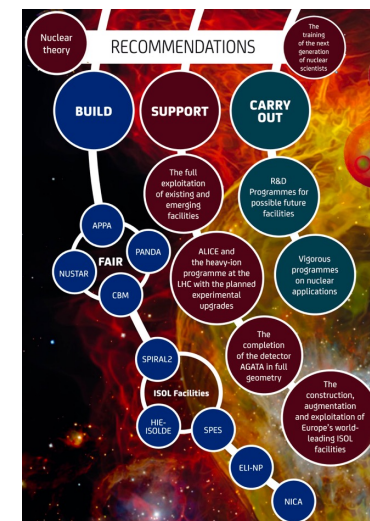 Nuclear
theory
RECOMMENDATIONS
The
training
of the next
generation
of nuclear
scientists
BUILD
SUPPORT
CARRY
OUT
The full
exploitation
of existing and
emerging
facilities
R&D
Programmes for
possible future
facilities
APPA
PANDA
FAIR
NUSTAR
CBM
ALICE and
the heavy-ion
programme at the
LHC with the planned
experimental
upgrades
Vigorous
programmes
on nuclear
applications
SPIRAL2
ISOL Facilities
HIE-
ISOLDE
SPES
ELI-NP
NICA
The
completion
of the detector
AGATA in full
geometry
The
construction,
augmentation
and exploitation of
Europe's world-
leading ISOL
facilities